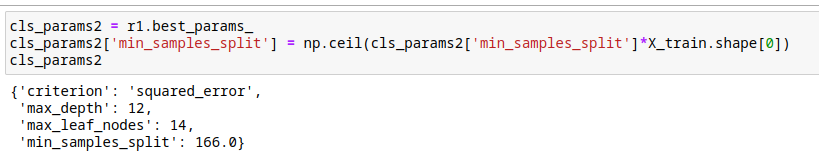 cls_params2 = r1.best_params_
cls_params2['min_samples_split'] = np.ceil(cls_params2['min_samples_split']*X_train.shape[0])
cls_params2
{'criterion': 'squared_error',
 'max_depth': 12,
 'max_leaf_nodes': 14,
 'min_samples_split': 166.0}